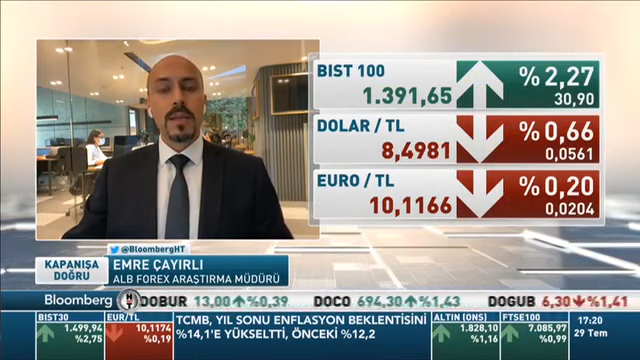 BIST 100
% 2,27
1.391,65
30,90
DOLAR / TL
% 0,66
8,4981
0,0561
EURO / TL
% 0,20
10,1166
0,0204
@BloombergHT
KAPANIŞA
DOĞRU
EMRE ÇAYIRLI
ALB FOREX ARAŞTIRMA MÜDÜRÜ
Bloomberg HT
DOBUR 13,00 %0,39 DOCO 694,30 %1,43 DOGUB 6,30 %1,41
BIST30
1.499,94
%2,75
EUR/TL
10,1174
%0,19
TCMB, YIL SONU ENFLASYON BEKLENTİSİNİ
%14,1'E YÜKSELTTİ, ÖNCEKİ %12,2
ALTIN (ONS)
1.828,10
%1,16
FTSE100
7.085,97
%0,99
17:20
29 Tem